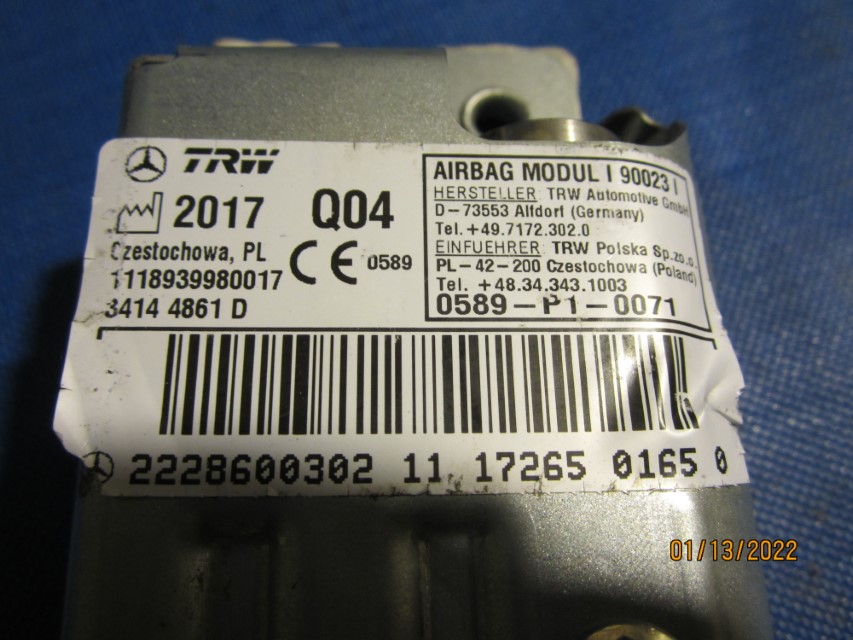 TRW
2017 Q04
Czestochowa, PL
1118939980017
CE 0589
3414 4861 D
AIRBAG MODUL I 90023 I
HERSTELLER: TRW Automotive GmbH
D-73553 Alfdorf (Germany)
Tel. +49.7172.302.0
EINFUEHRER: TRW Polska Sp.zo.o.
PL-42-200 Czestochowa (Poland)
Tel. +48.34.343.1003
0589-P1-0071
2228600302 11 17265 0165 0
01/13/2022